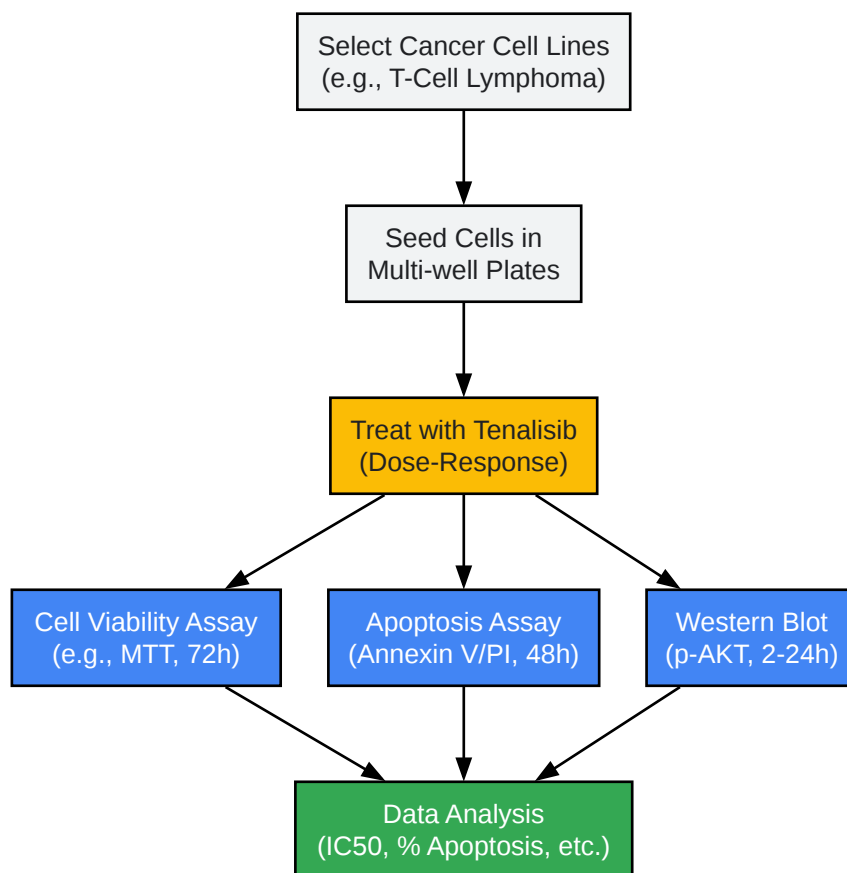 Select Cancer Cell Lines
(e.g., T-Cell Lymphoma)
Seed Cells in
Multi-well Plates
Treat with Tenalisib
(Dose-Response)
Cell Viability Assay
(e.g., MTT, 72h)
Apoptosis Assay
(Annexin V/PI, 48h)
Western Blot
(p-AKT, 2-24h)
Data Analysis
(IC50, % Apoptosis, etc.)